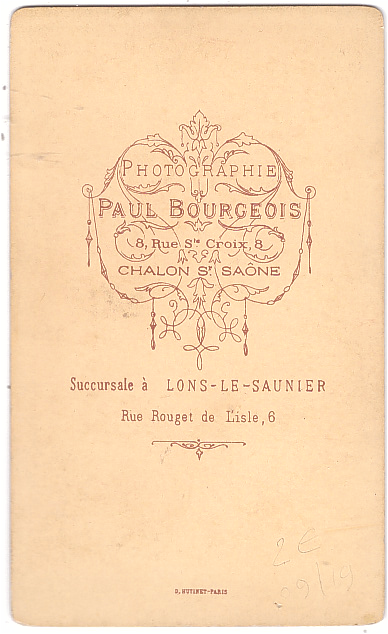 PHOTOGRAPHIE
PAUL BOURGEOIS
8, Rue Ste Croix, 8
CHALON St SAÔNE
Succursale à LONS-LE-SAUNIER
Rue Rouget de L'isle, 6
D. HUTINET-PARIS
2 €